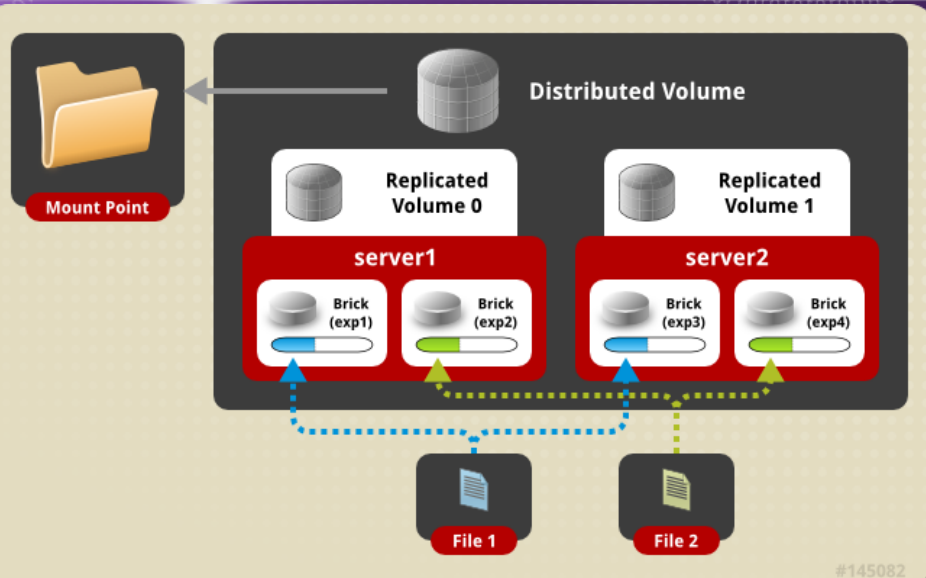 Distributed Volume
Mount Point
Replicated
Volume 0
Replicated
Volume 1
server1
server2
Brick
(exp1)
Brick
(exp2)
Brick
(exp3)
Brick
(exp4)
File 1
File 2
#145082